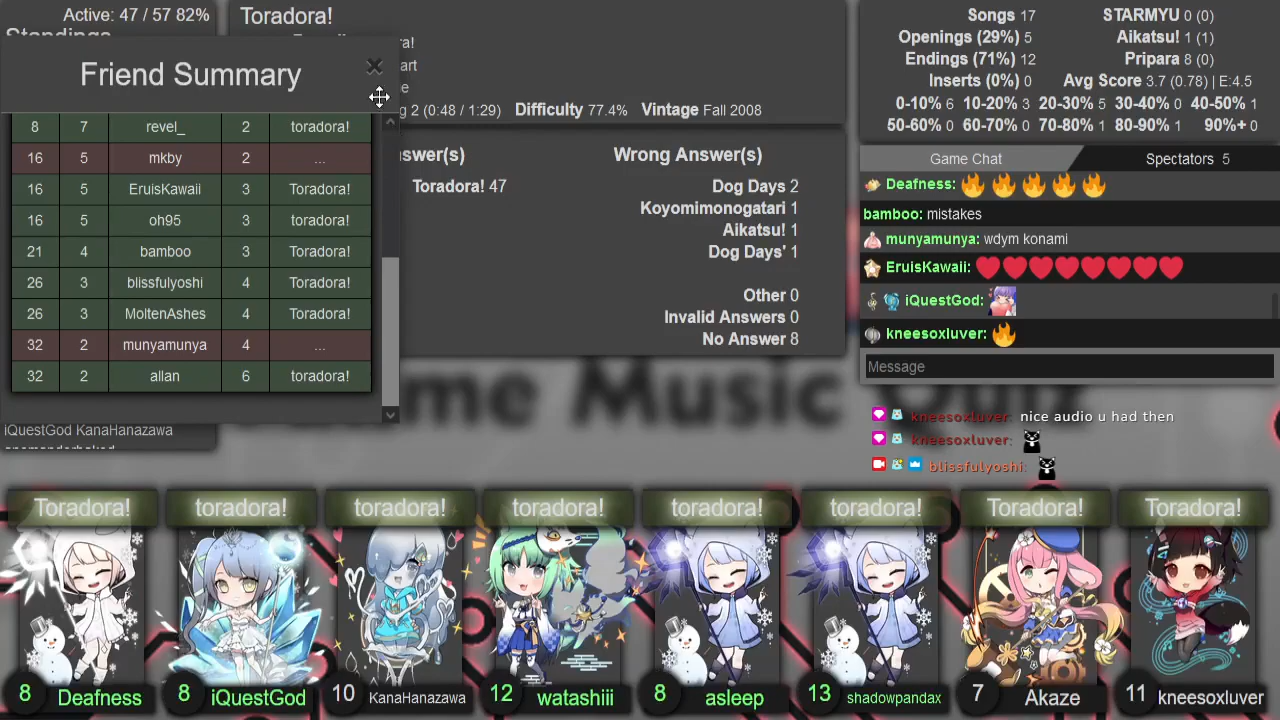 Active: 47 / 57 82%
Standings
Friend Summary
8 7 revel_ 2 toradora!
16 5 mkby 2 ...
16 5 EruisKawaii 3 Toradora!
16 5 oh95 3 Toradora!
21 4 bamboo 3 Toradora!
26 3 blissfulyoshi 4 Toradora!
26 3 MoltenAshes 4 Toradora!
32 2 munyamunya 4 ...
32 2 allan 6 toradora!
iQuestGod KanaHanazawa
Toradora!
ra!
art
e
g 2 (0:48 / 1:29) Difficulty 77.4% Vintage Fall 2008
swer(s)
Toradora! 47
Wrong Answer(s)
Dog Days 2
Koyomimonogatari 1
Aikatsu! 1
Dog Days' 1
Other 0
Invalid Answers 0
No Answer 8
Songs 17 STARMYU 0 (0)
Openings (29%) 5 Aikatsu! 1 (1)
Endings (71%) 12 Pripara 8 (0)
Inserts (0%) 0 Avg Score 3.7 (0.78) | E:4.5
0-10% 6 10-20% 3 20-30% 5 30-40% 0 40-50% 1
50-60% 0 60-70% 0 70-80% 1 80-90% 1 90%+ 0
Game Chat Spectators 5
Deafness:
bamboo: mistakes
munyamunya: wdym konami
EruisKawaii:
iQuestGod:
kneesoxluver:
Message
me Music
kneesoxluver: nice audio u had then
kneesoxluver:
blissfulyoshi:
Toradora! toradora! toradora! toradora! toradora! toradora! Toradora! Toradora!
8 Deafness 8 iQuestGod 10 KanaHanazawa 12 watashiii 8 asleep 13 shadowpandax 7 Akaze 11 kneesoxluver